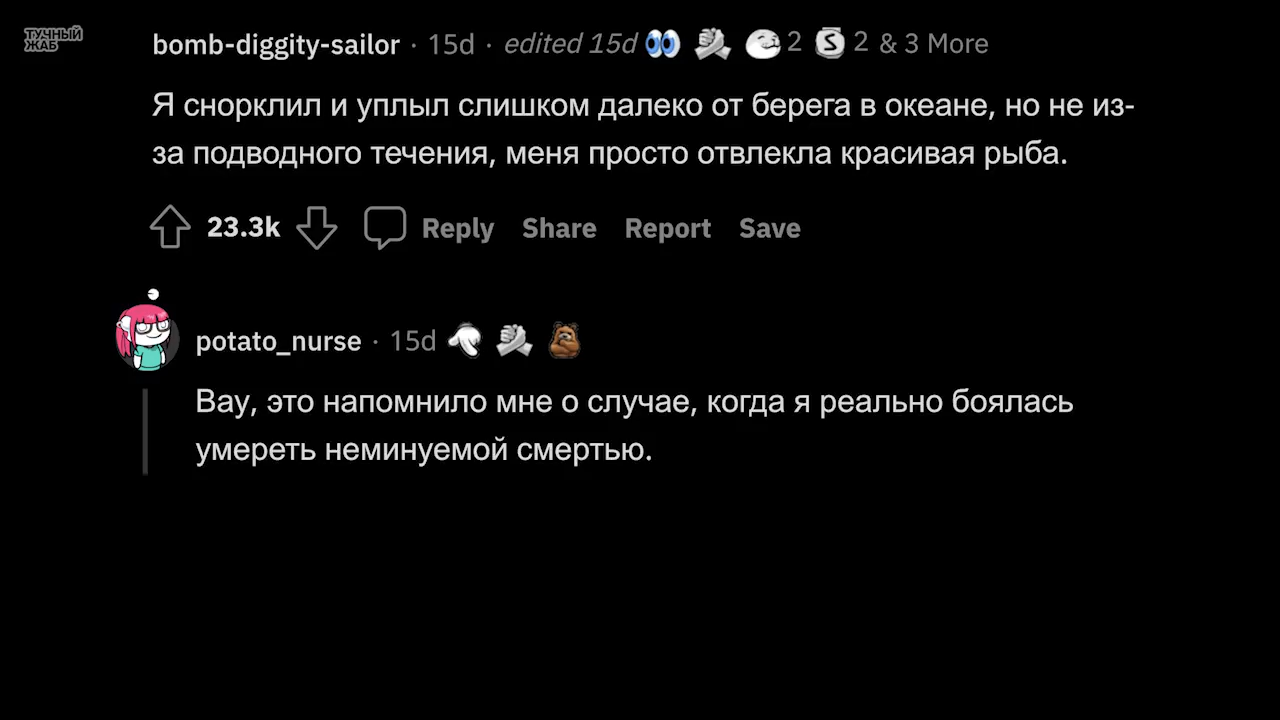 ТУЧНЫЙ
ЖАБ
bomb-diggity-sailor · 15d · edited 15d 2 2 & 3 More
Я снорклил и уплыл слишком далеко от берега в океане, но не из-
за подводного течения, меня просто отвлекла красивая рыба.
23.3k Reply Share Report Save
potato_nurse · 15d
Вау, это напомнило мне о случае, когда я реально боялась
умереть неминуемой смертью.